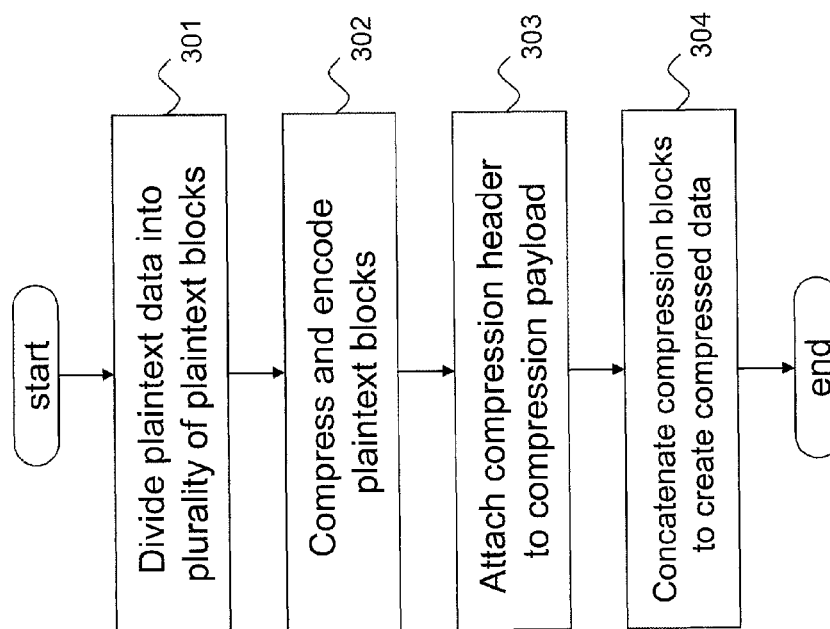 start
Divide plaintext data into
plurality of plaintext blocks
301
Compress and encode
plaintext blocks
302
Attach compression header
to compression payload
303
Concatenate compression blocks
to create compressed data
304
end